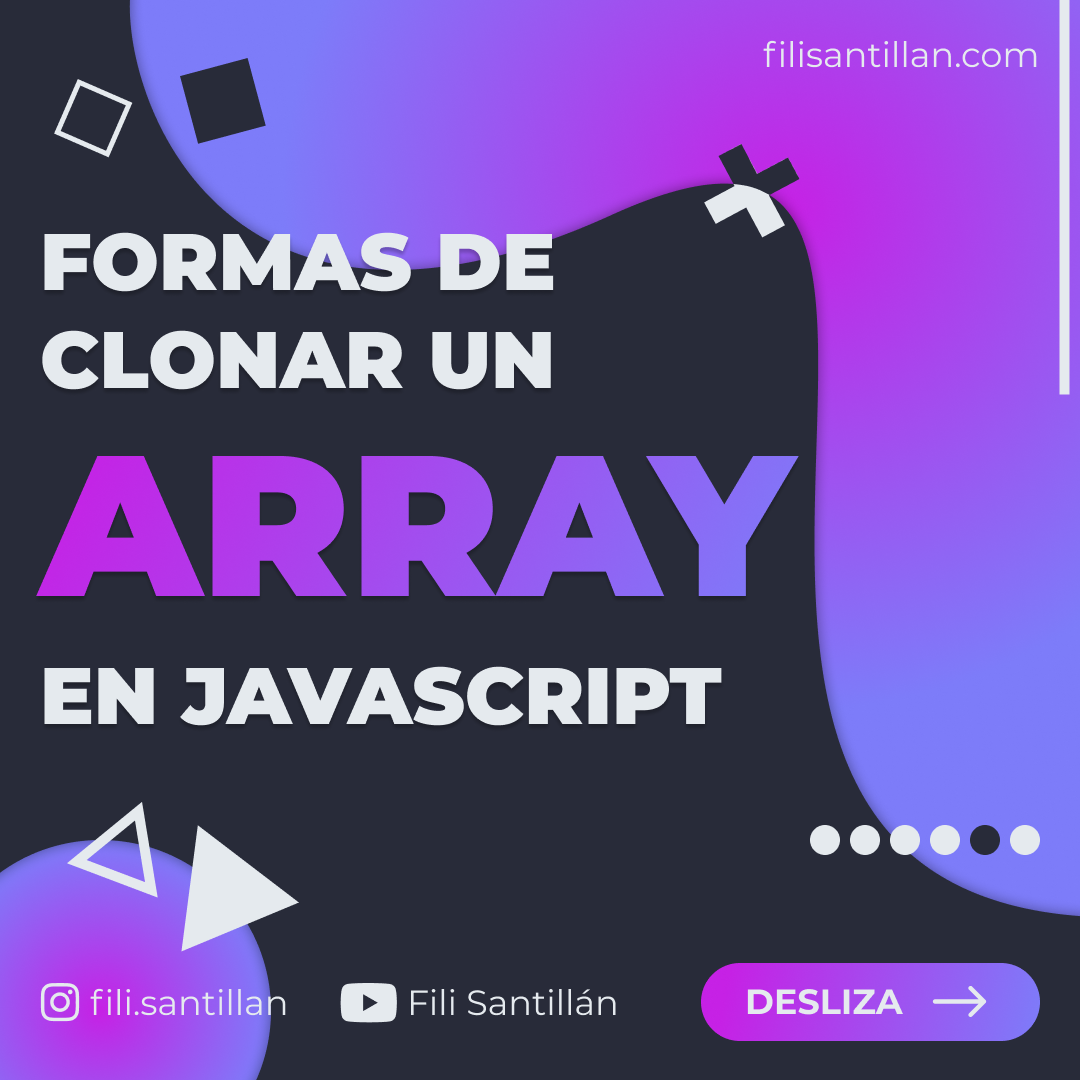 filisantillan.com
FORMAS DE
CLONAR UN
ARRAY
EN JAVASCRIPT
fili.santillan
Fili Santillán
DESLIZA